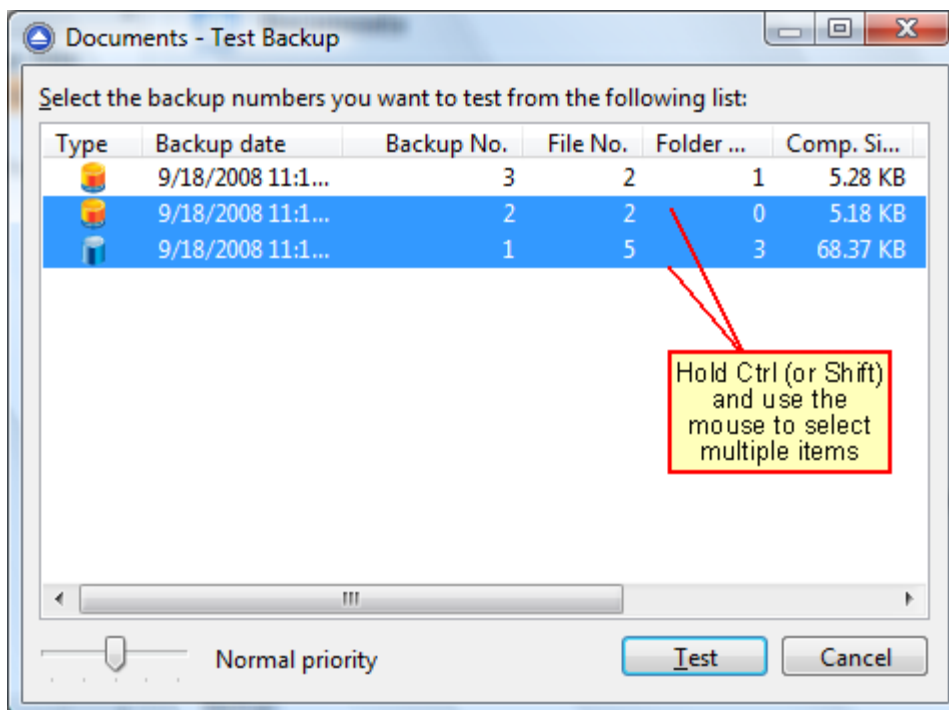 Documents - Test Backup
Select the backup numbers you want to test from the following list:
Type Backup date Backup No. File No. Folder ... Comp. Si...
9/18/2008 11:1... 3 2 1 5.28 KB
9/18/2008 11:1... 2 2 0 5.18 KB
9/18/2008 11:1... 1 5 3 68.37 KB
Hold Ctrl (or Shift)
and use the
mouse to select
multiple items
Normal priority Test Cancel